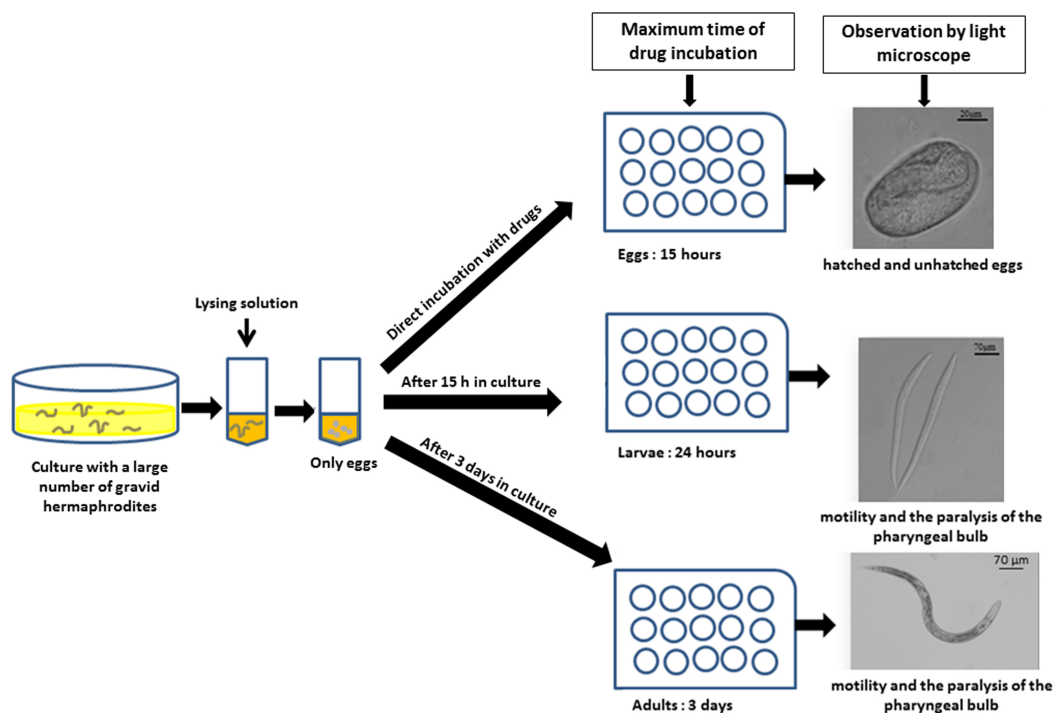 Maximum time of
drug incubation
Observation by light
microscope
20µm
Direct incubation with drugs
Eggs : 15 hours
hatched and unhatched eggs
Lysing solution
After 15 h in culture
70µm
Only eggs
Larvae : 24 hours
Culture with a large
number of gravid
hermaphrodites
After 3 days in culture
motility and the paralysis of the
pharyngeal bulb
70 µm
Adults : 3 days
motility and the paralysis of the
pharyngeal bulb